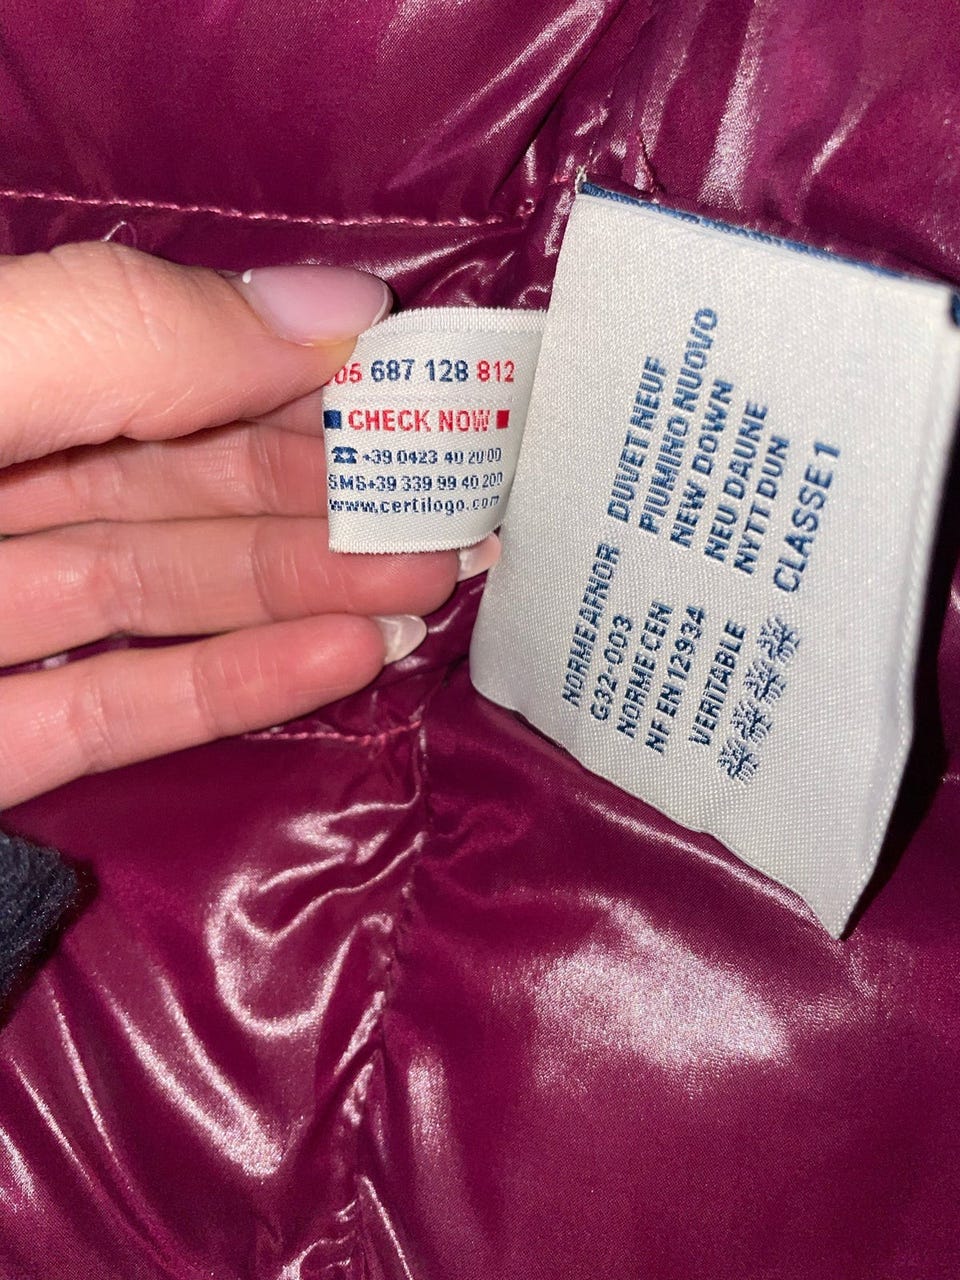 05 687 128 812
CHECK NOW
☎ +39 0423 40 20 00
SMS+39 339 99 40 200
www.certilogo.com
DUVET NEUF
PIUMINO NUOVO
NEW DOWN
NEU DAUNE
NYTT DUN
CLASSE 1
NORME AFNOR
G32-003
NORME CEN
NF EN 12934
VERITABLE